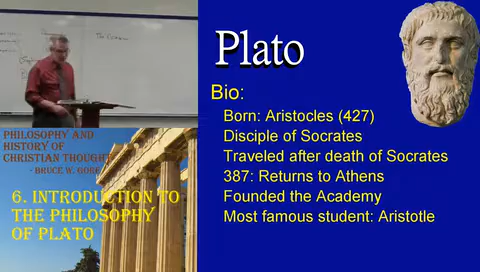 Plato
Bio:
Born: Aristocles (427)
Disciple of Socrates
Traveled after death of Socrates
387: Returns to Athens
Founded the Academy
Most famous student: Aristotle
PHILOSOPHY AND
HISTORY OF
CHRISTIAN THOUGHT
- BRUCE W. GORE
6. INTRODUCTION TO
THE PHILOSOPHY
OF PLATO